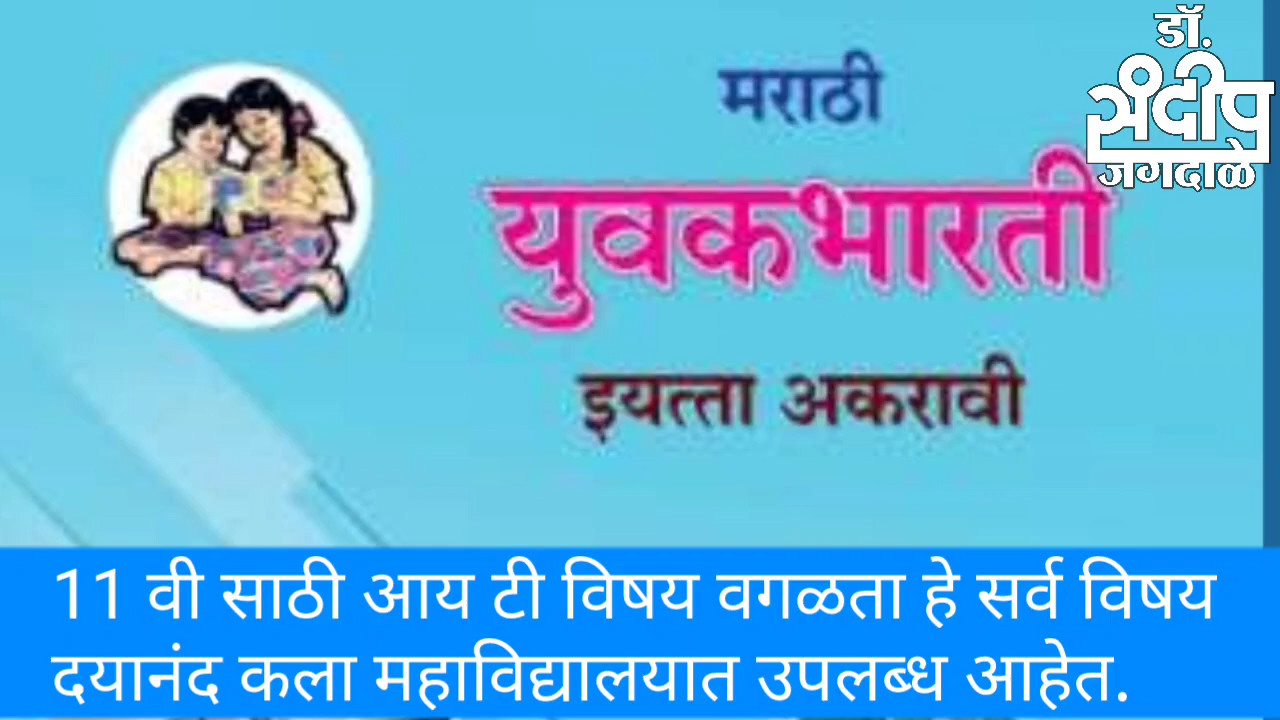 मराठी
डॉ.
संदीप
जगदाळे
युवकभारती
इयत्ता अकरावी
11 वी साठी आय टी विषय वगळता हे सर्व विषय
दयानंद कला महाविद्यालयात उपलब्ध आहेत.